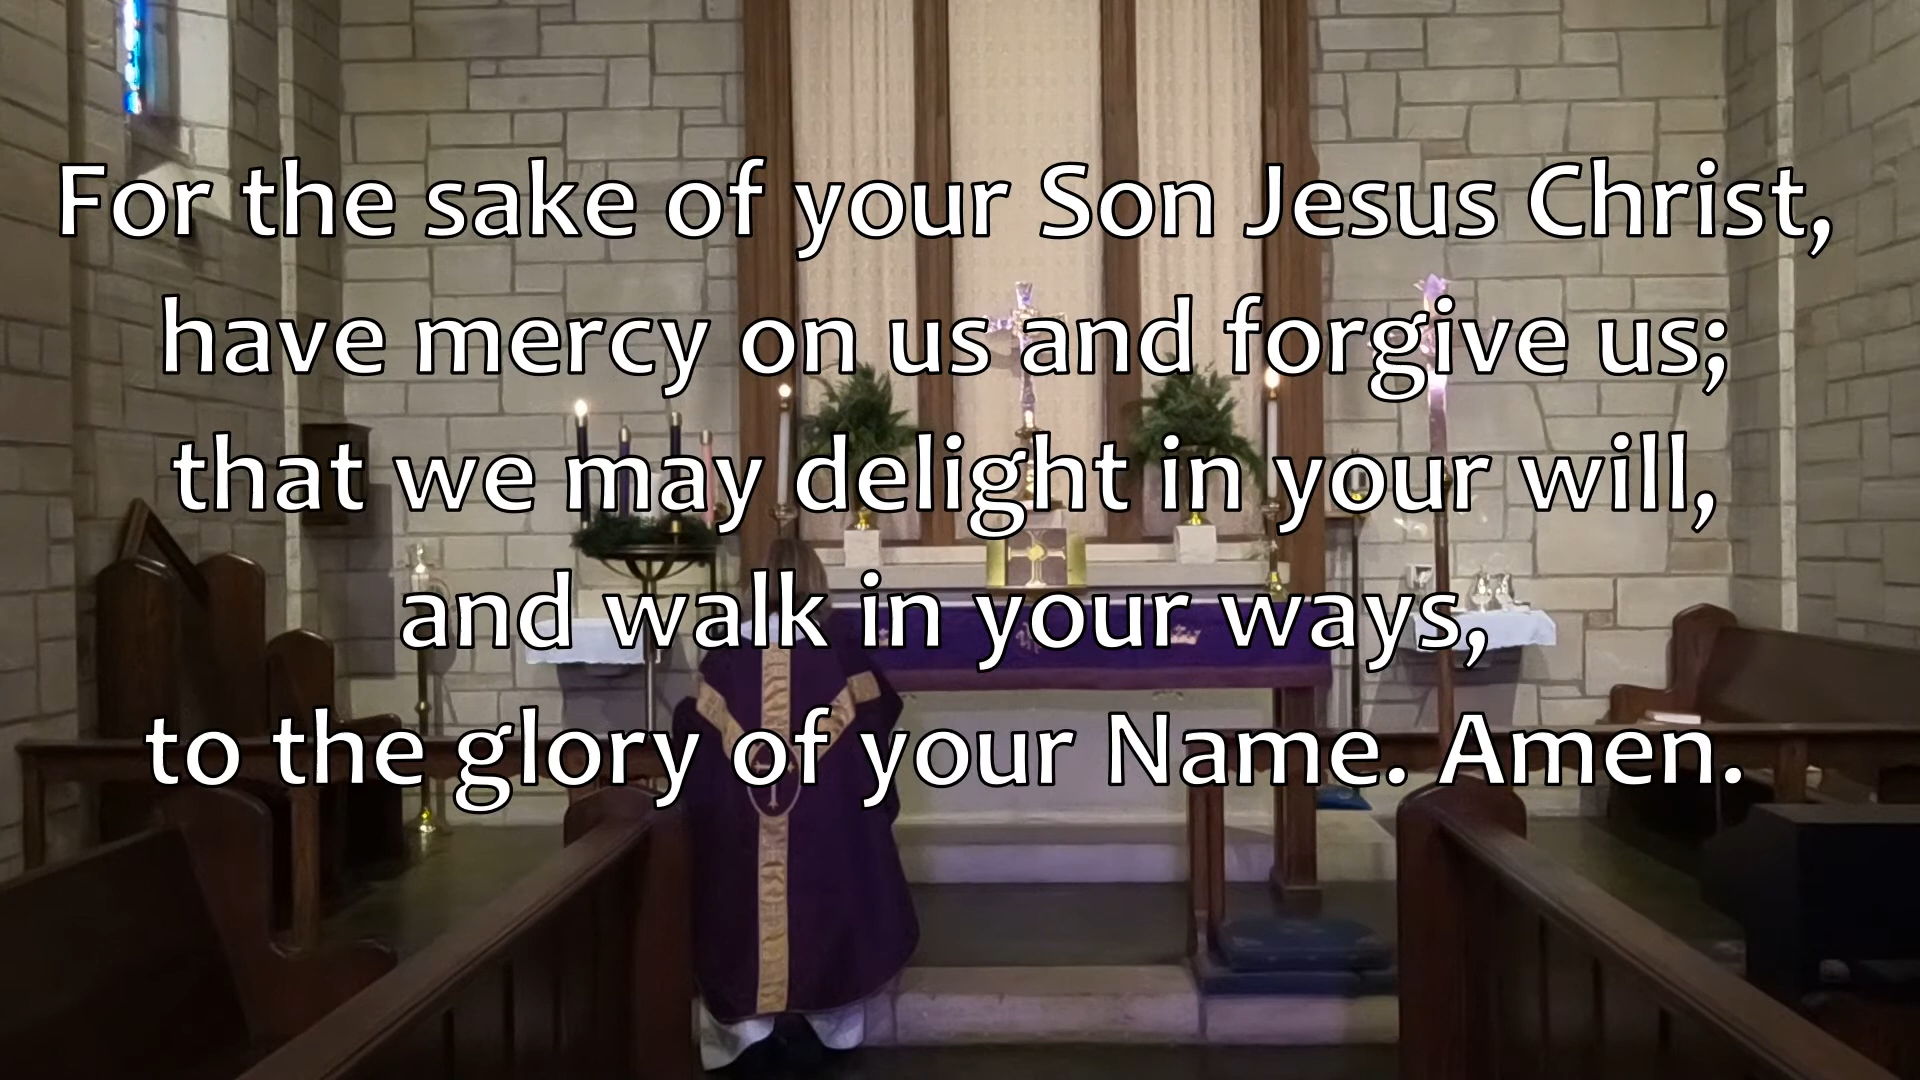 For the sake of your Son Jesus Christ,
have mercy on us and forgive us;
that we may delight in your will,
and walk in your ways,
to the glory of your Name. Amen.